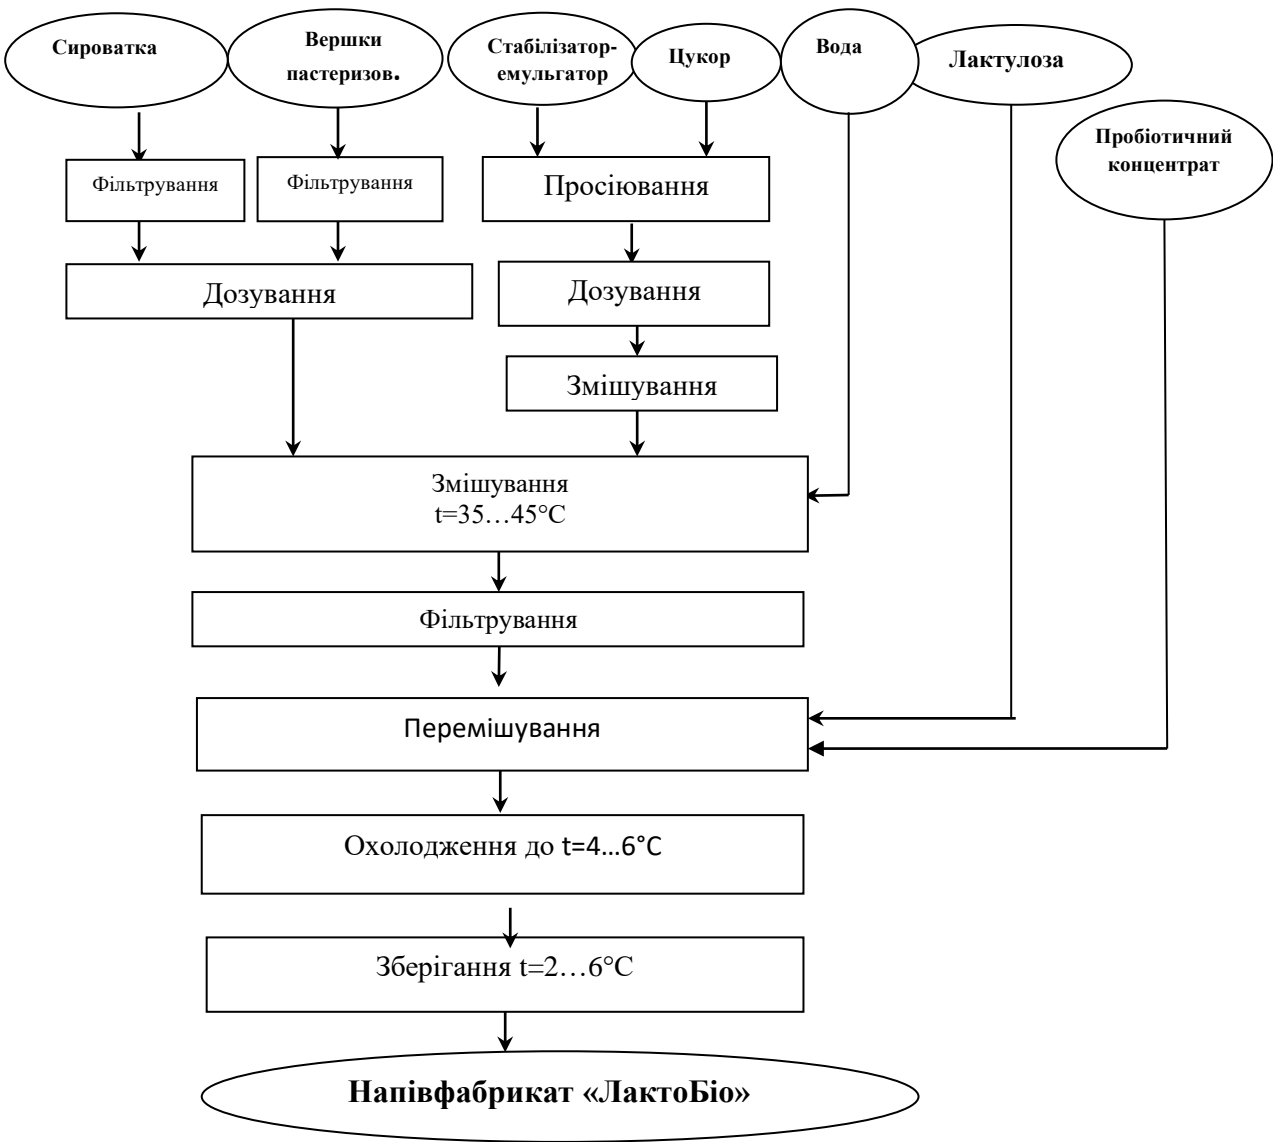 Сироватка
Вершки
пастеризов.
Стабілізатор-
емульгатор
Цукор
Вода
Лактулоза
Пробіотичний
концентрат
Фільтрування
Фільтрування
Просіювання
Дозування
Дозування
Змішування
Змішування
t=35…45°С
Фільтрування
Перемішування
Охолодження до t=4…6°С
Зберігання t=2…6°С
Напівфабрикат «ЛактоБіо»